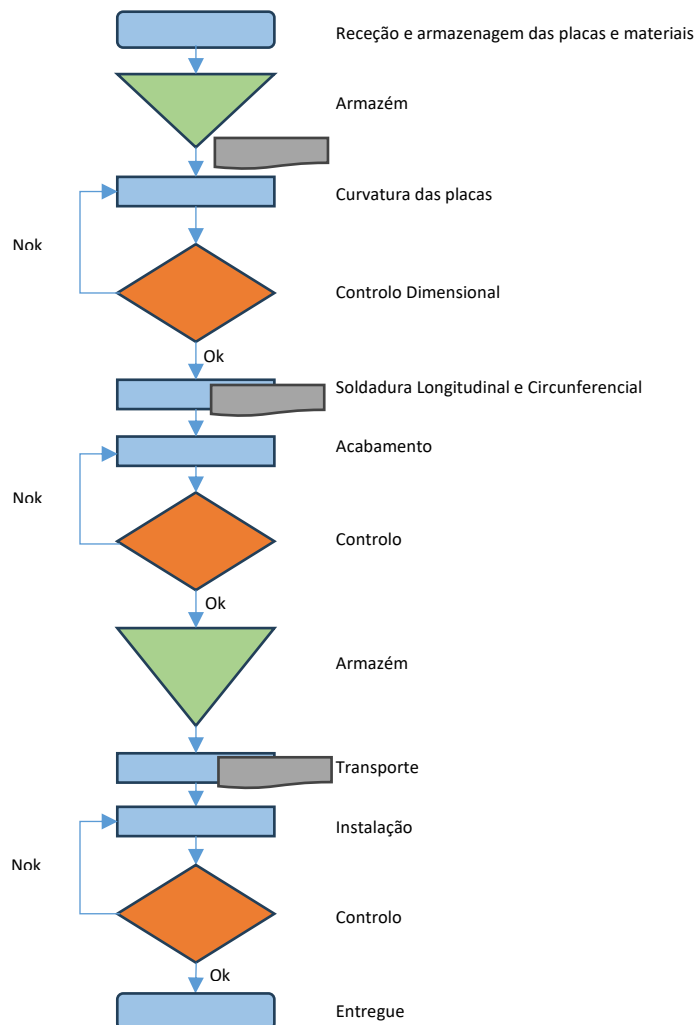 Receção e armazenagem das placas e materiais
Armazém
Curvatura das placas
Nok
Controlo Dimensional
Ok
Soldadura Longitudinal e Circunferencial
Acabamento
Nok
Controlo
Ok
Armazém
Transporte
Instalação
Nok
Controlo
Ok
Entregue